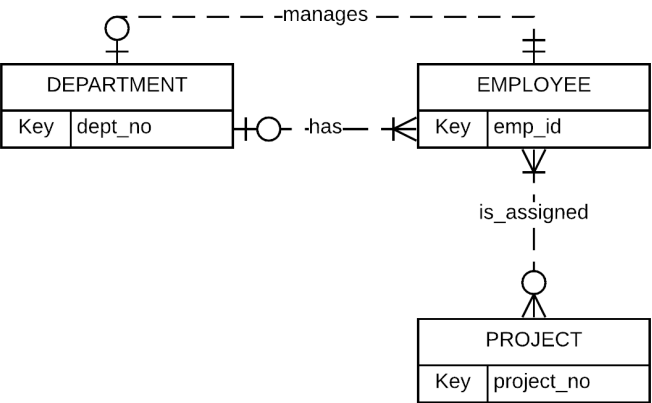 manages
DEPARTMENT
Key dept_no
has
EMPLOYEE
Key emp_id
is_assigned
PROJECT
Key project_no